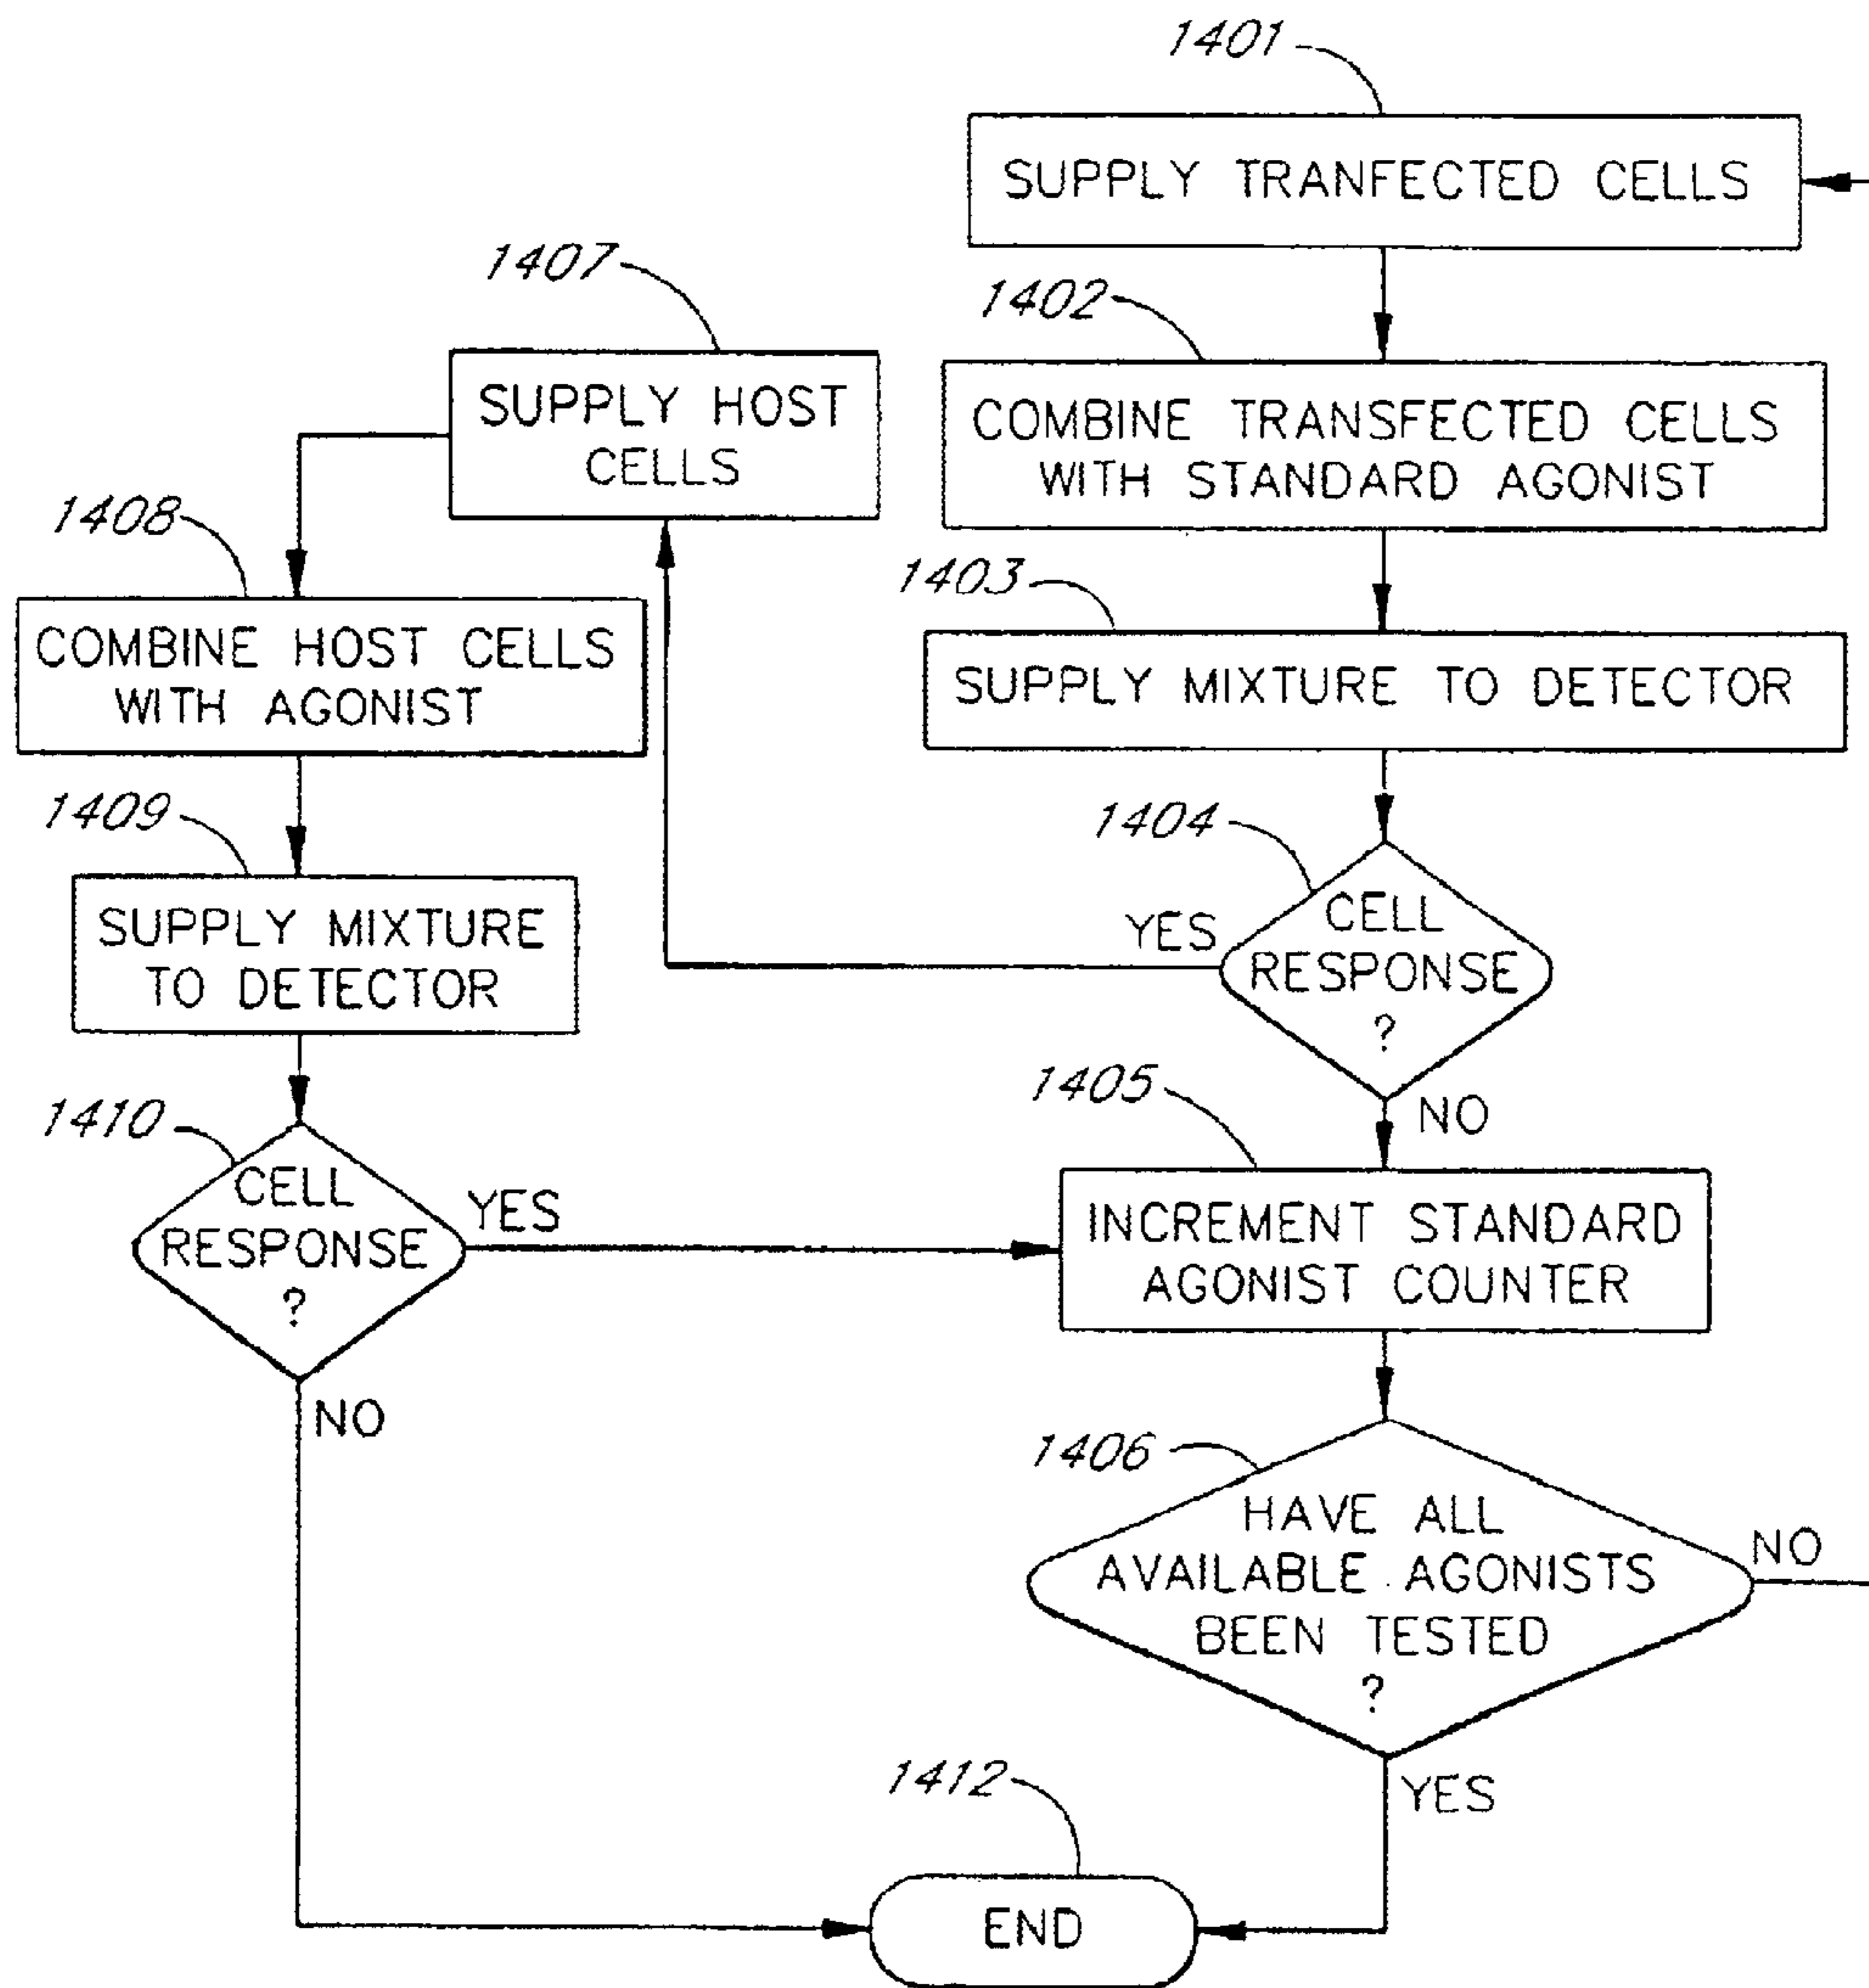 1401
SUPPLY TRANFECTED CELLS
1402
COMBINE TRANSFECTED CELLS
WITH STANDARD AGONIST
1403
SUPPLY MIXTURE TO DETECTOR
1404
CELL
RESPONSE
?
YES
NO
1407
SUPPLY HOST
CELLS
1408
COMBINE HOST CELLS
WITH AGONIST
1409
SUPPLY MIXTURE
TO DETECTOR
1410
CELL
RESPONSE
?
YES
NO
1405
INCREMENT STANDARD
AGONIST COUNTER
1406
HAVE ALL
AVAILABLE AGONISTS
BEEN TESTED
?
NO
YES
1412
END